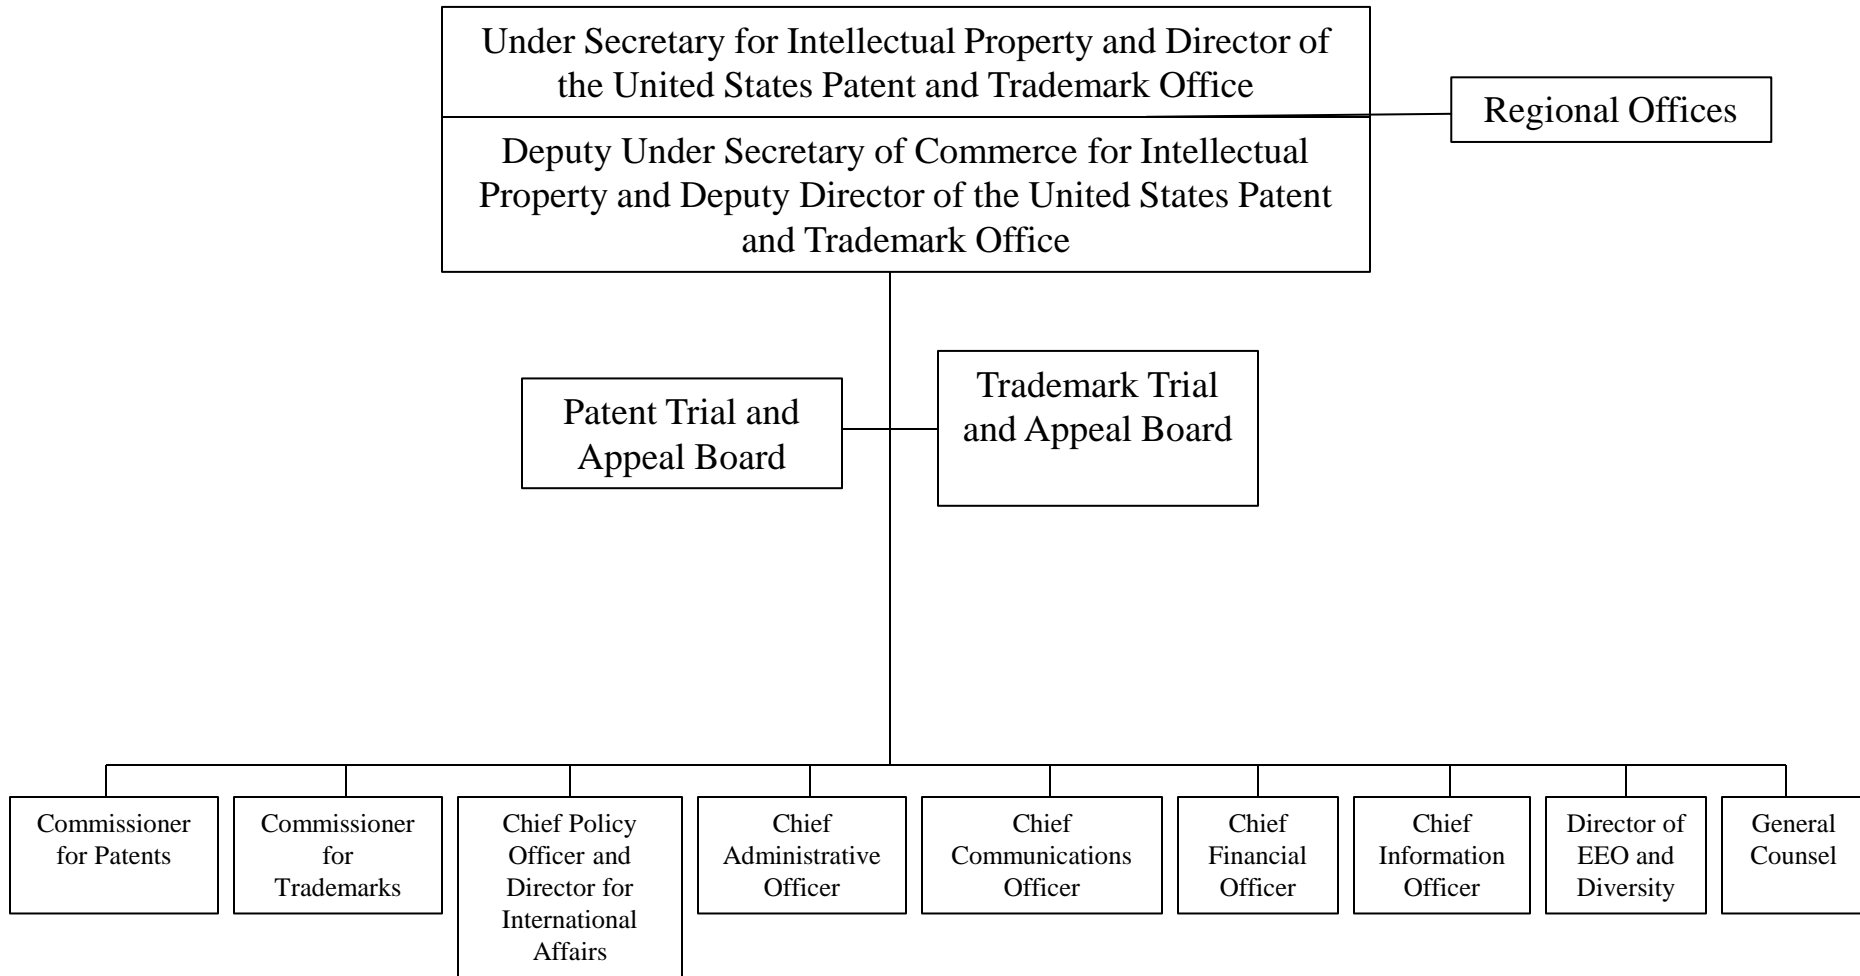 Under Secretary for Intellectual Property and Director of
the United States Patent and Trademark Office
Regional Offices
Deputy Under Secretary of Commerce for Intellectual
Property and Deputy Director of the United States Patent
and Trademark Office
Patent Trial and
Appeal Board
Trademark Trial
and Appeal Board
Commissioner
for Patents
Commissioner
for
Trademarks
Chief Policy
Officer and
Director for
International
Affairs
Chief
Administrative
Officer
Chief
Communications
Officer
Chief
Financial
Officer
Chief
Information
Officer
Director of
EEO and
Diversity
General
Counsel